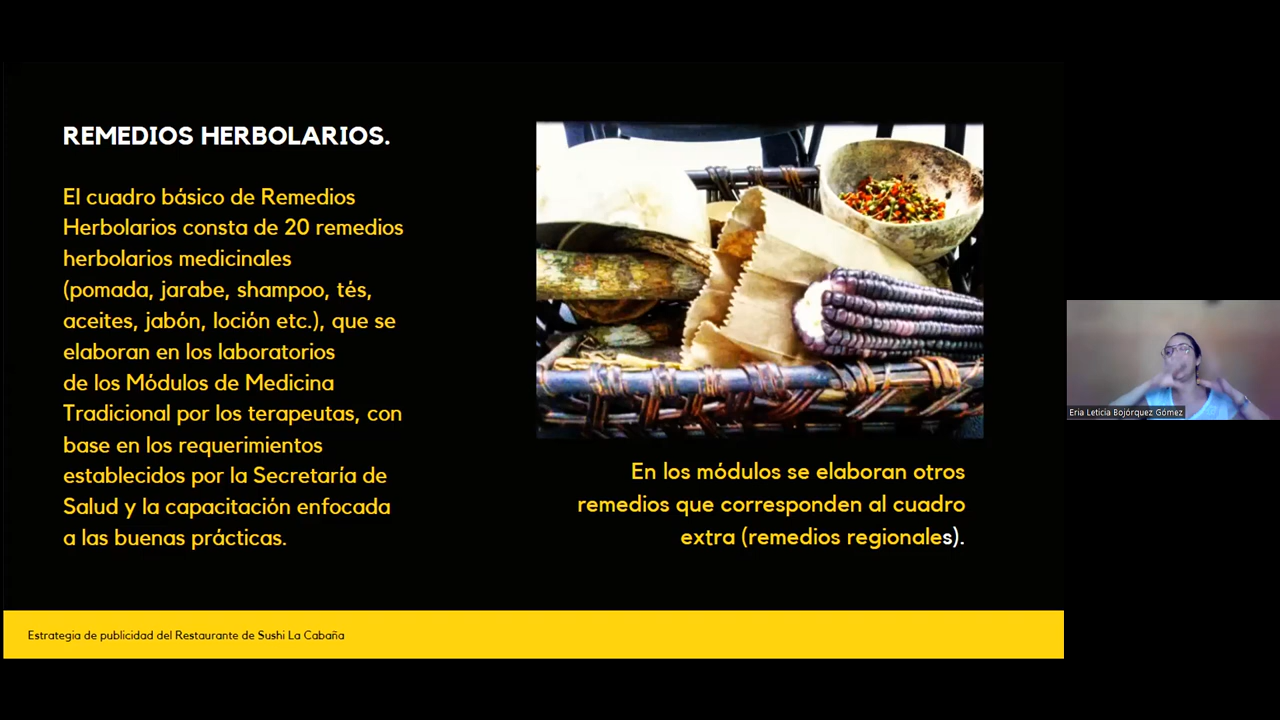 REMEDIOS HERBOLARIOS.
El cuadro básico de Remedios
Herbolarios consta de 20 remedios
herbolarios medicinales
(pomada, jarabe, shampoo, tés,
aceites, jabón, loción etc.), que se
elaboran en los laboratorios
de los Módulos de Medicina
Tradicional por los terapeutas, con
base en los requerimientos
establecidos por la Secretaría de
Salud y la capacitación enfocada
a las buenas prácticas.
En los módulos se elaboran otros
remedios que corresponden al cuadro
extra (remedios regionales).
Estrategia de publicidad del Restaurante de Sushi La Cabaña
Eria Leticia Bojórquez Gómez